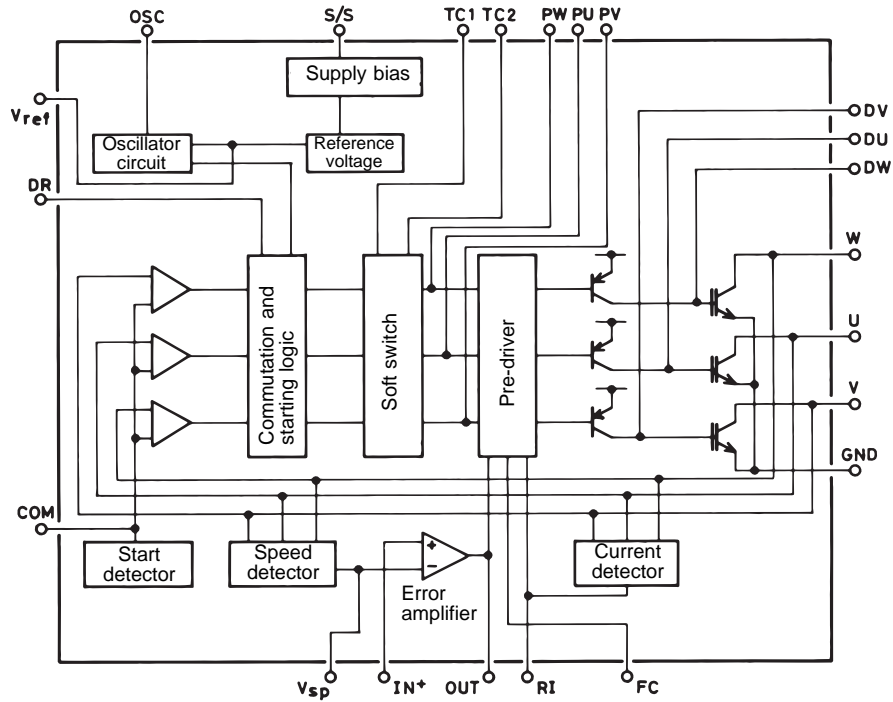 OSC
S/S
TC1 TC2
PW PU PV
Supply bias
Vref
Oscillator
circuit
Reference
voltage
DV
DU
DW
DR
W
U
V
GND
Commutation and
starting logic
Soft switch
Pre-driver
COM
Start
detector
Speed
detector
+
−
Error
amplifier
Current
detector
Vsp
IN+
OUT
RI
FC